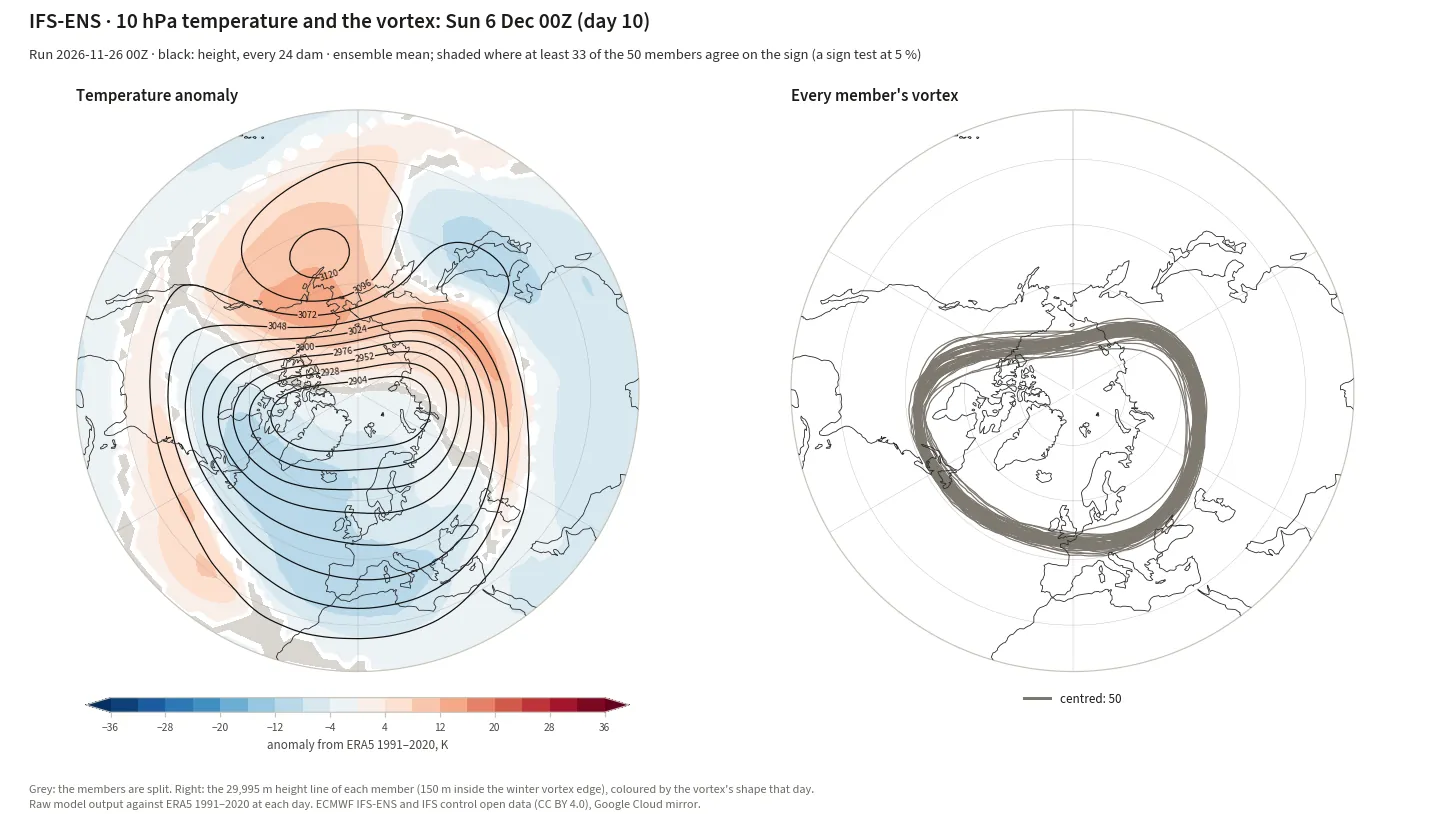 IFS-ENS · 10 hPa temperature and the vortex: Sun 6 Dec 00Z (day 10)
Run 2026-11-26 00Z · black: height, every 24 dam · ensemble mean; shaded where at least 33 of the 50 members agree on the sign (a sign test at 5 %)
Temperature anomaly
Every member's vortex
3120
3096
3072
3048
3024
3000
2976
2952
2928
2904
centred: 50
−36 −28 −20 −12 −4 4 12 20 28 36
anomaly from ERA5 1991–2020, K
Grey: the members are split. Right: the 29,995 m height line of each member (150 m inside the winter vortex edge), coloured by the vortex's shape that day.
Raw model output against ERA5 1991–2020 at each day. ECMWF IFS-ENS and IFS control open data (CC BY 4.0), Google Cloud mirror.